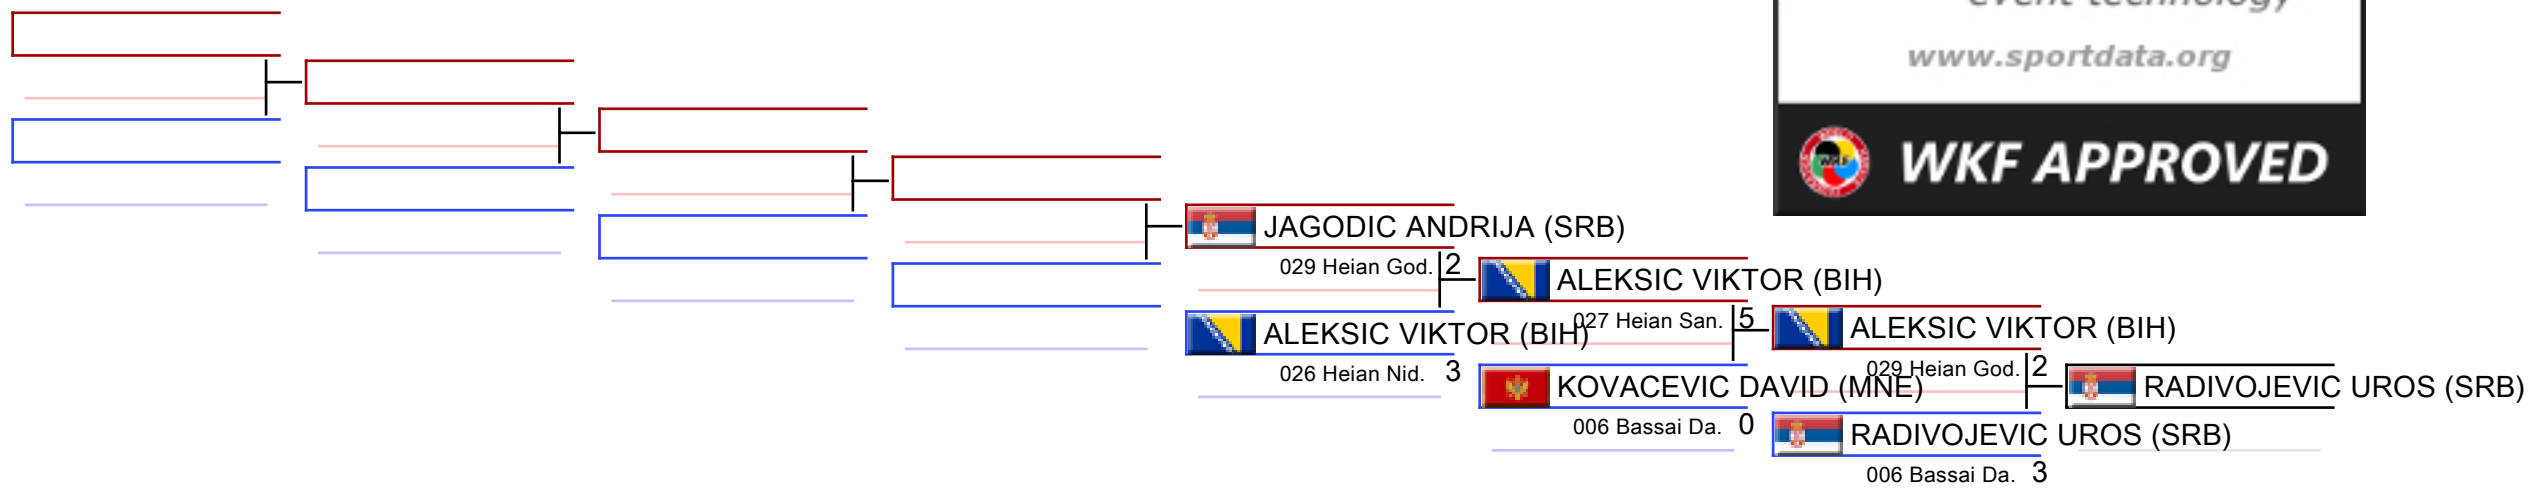 event technology
www.sportdata.org
WKF APPROVED
JAGODIC ANDRIJA (SRB)
029 Heian God. 2
ALEKSIC VIKTOR (BIH)
026 Heian Nid. 3
ALEKSIC VIKTOR (BIH)
027 Heian San. 5
KOVACEVIC DAVID (MNE)
006 Bassai Da. 0
ALEKSIC VIKTOR (BIH)
029 Heian God. 2
RADIVOJEVIC UROS (SRB)
006 Bassai Da. 3
RADIVOJEVIC UROS (SRB)